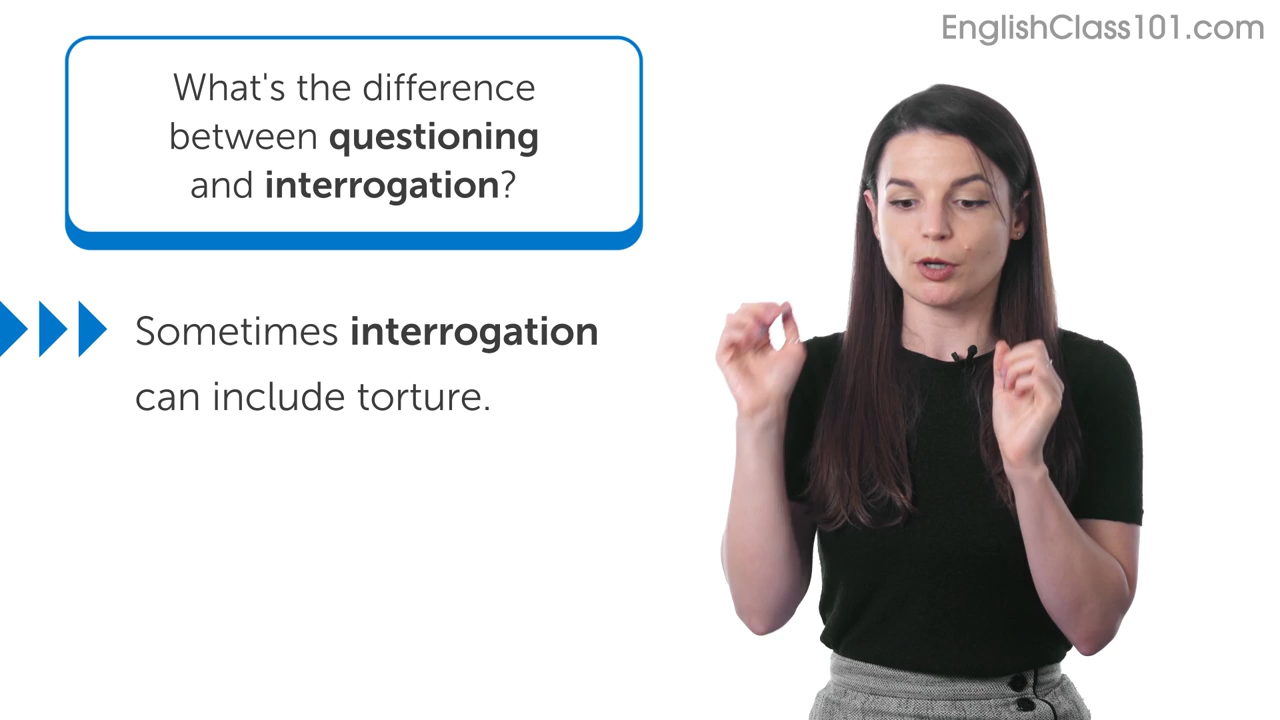 EnglishClass101.com
What's the difference
between questioning
and interrogation?
Sometimes interrogation
can include torture.